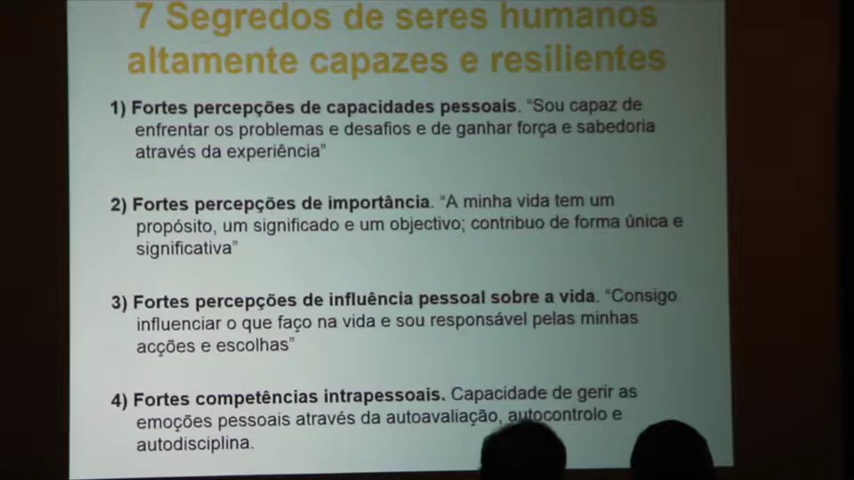 7 Segredos de seres humanos
altamente capazes e resilientes
1) Fortes percepções de capacidades pessoais. “Sou capaz de
enfrentar os problemas e desafios e de ganhar força e sabedoria
através da experiência”
2) Fortes percepções de importância. “A minha vida tem um
propósito, um significado e um objectivo; contribuo de forma única e
significativa”
3) Fortes percepções de influência pessoal sobre a vida. “Consigo
influenciar o que faço na vida e sou responsável pelas minhas
acções e escolhas”
4) Fortes competências intrapessoais. Capacidade de gerir as
emoções pessoais através da autoavaliação, autocontrolo e
autodisciplina.